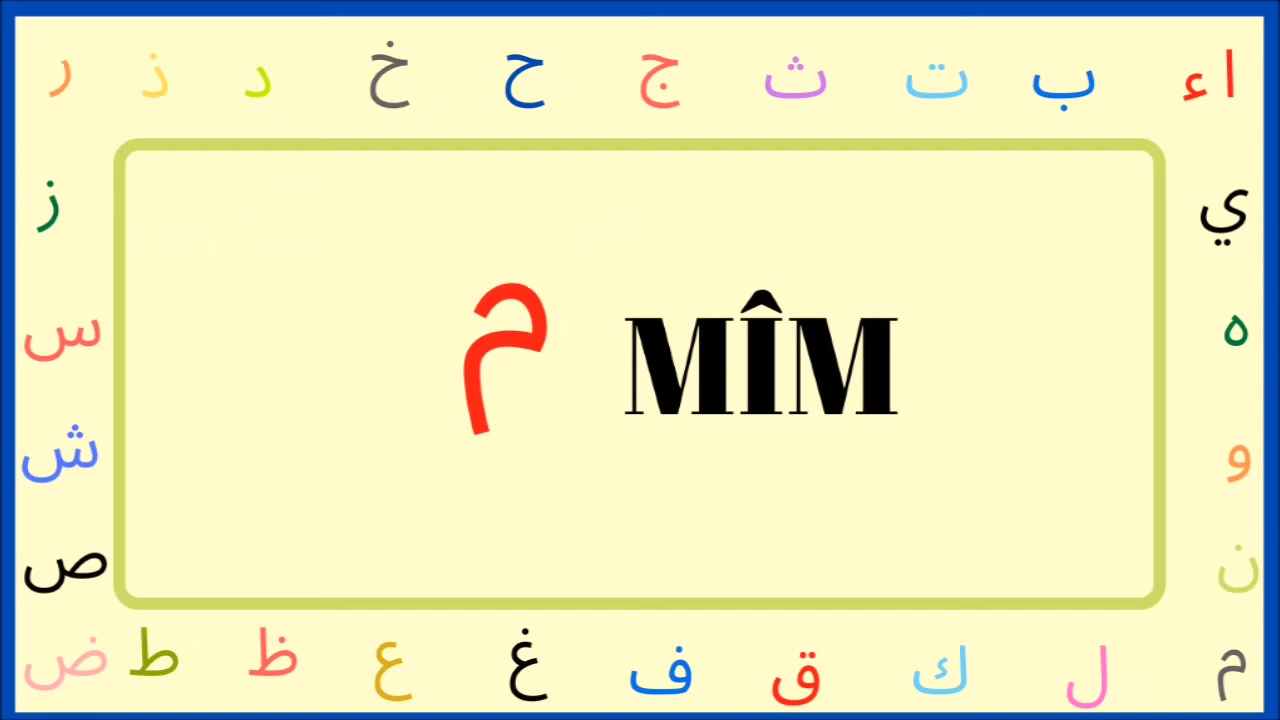 ا ء ب ت ث ج ح خ د ذ ر
ز
س
ش
ص
ض ط ظ ع غ ف ق ك ل م
ن
و
ه
ي
م MÎM